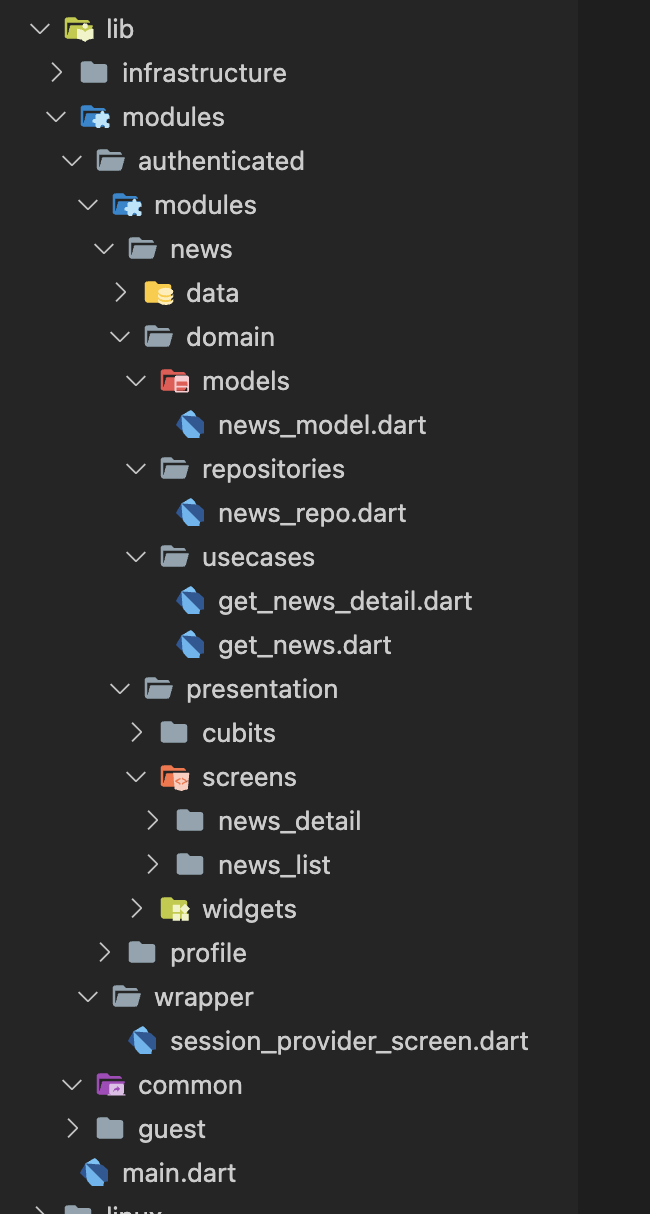 lib
infrastructure
modules
authenticated
modules
news
data
domain
models
news_model.dart
repositories
news_repo.dart
usecases
get_news_detail.dart
get_news.dart
presentation
cubits
screens
news_detail
news_list
widgets
profile
wrapper
session_provider_screen.dart
common
guest
main.dart
linux